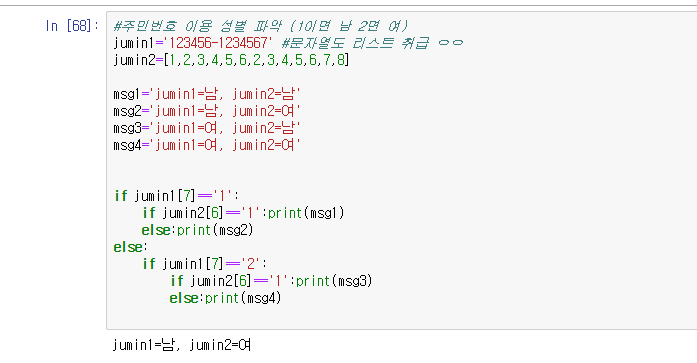 In [68]:
#주민번호 이용 성별 파악 (1이면 남 2면 여)
jumin1='123456-1234567' #문자열도 리스트 취급 ㅇㅇ
jumin2=[1,2,3,4,5,6,2,3,4,5,6,7,8]
msg1='jumin1=남, jumin2=남'
msg2='jumin1=남, jumin2=여'
msg3='jumin1=여, jumin2=남'
msg4='jumin1=여, jumin2=여'
if jumin1[7]=='1':
    if jumin2[6]=='1':print(msg1)
    else:print(msg2)
else:
    if jumin1[7]=='2':
        if jumin2[6]=='1':print(msg3)
        else:print(msg4)
jumin1=남, jumin2=여